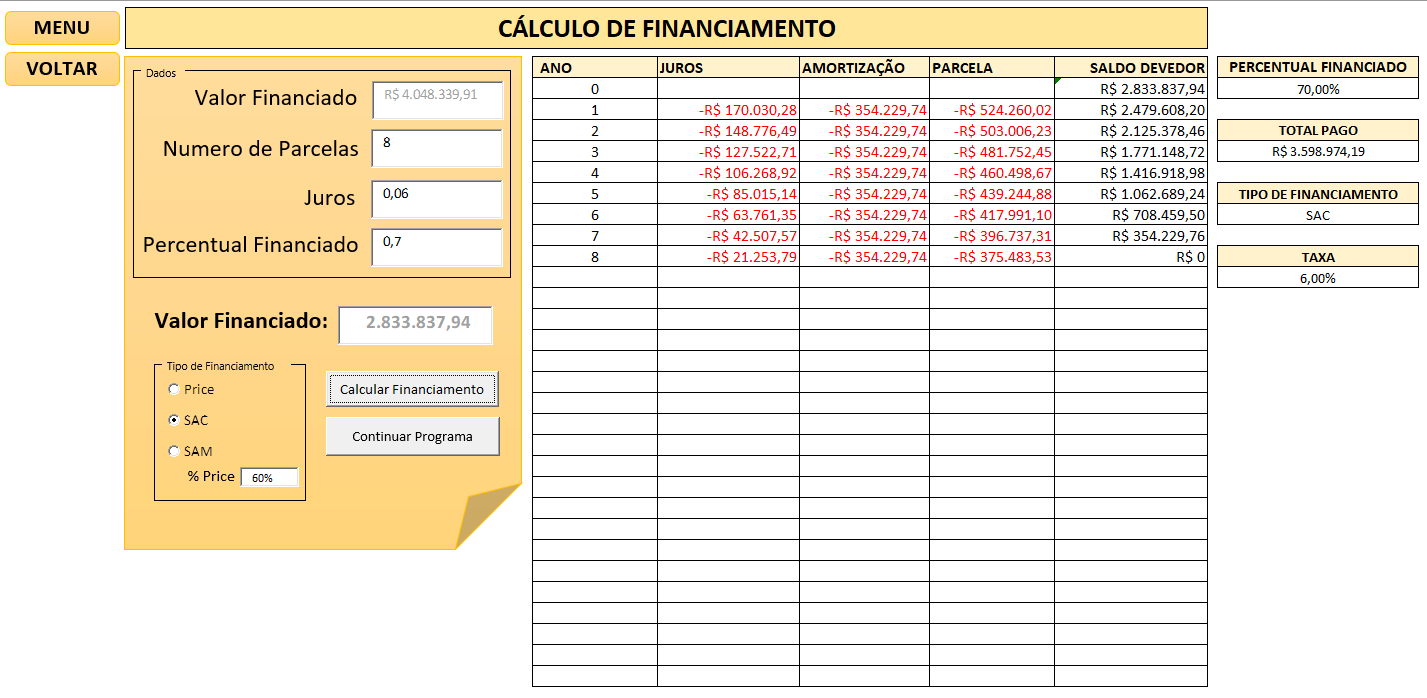 MENU
CÁLCULO DE FINANCIAMENTO
VOLTAR
Dados
Valor Financiado R$ 4.048.339,91
Numero de Parcelas 8
Juros 0,06
Percentual Financiado 0,7
Valor Financiado: 2.833.837,94
Tipo de Financiamento
Price
SAC
SAM
% Price 60%
Calcular Financiamento
Continuar Programa
ANO JUROS AMORTIZAÇÃO PARCELA SALDO DEVEDOR
0 R$ 2.833.837,94
1 -R$ 170.030,28 -R$ 354.229,74 -R$ 524.260,02 R$ 2.479.608,20
2 -R$ 148.776,49 -R$ 354.229,74 -R$ 503.006,23 R$ 2.125.378,46
3 -R$ 127.522,71 -R$ 354.229,74 -R$ 481.752,45 R$ 1.771.148,72
4 -R$ 106.268,92 -R$ 354.229,74 -R$ 460.498,67 R$ 1.416.918,98
5 -R$ 85.015,14 -R$ 354.229,74 -R$ 439.244,88 R$ 1.062.689,24
6 -R$ 63.761,35 -R$ 354.229,74 -R$ 417.991,10 R$ 708.459,50
7 -R$ 42.507,57 -R$ 354.229,74 -R$ 396.737,31 R$ 354.229,76
8 -R$ 21.253,79 -R$ 354.229,74 -R$ 375.483,53 R$ 0
PERCENTUAL FINANCIADO
70,00%
TOTAL PAGO
R$ 3.598.974,19
TIPO DE FINANCIAMENTO
SAC
TAXA
6,00%